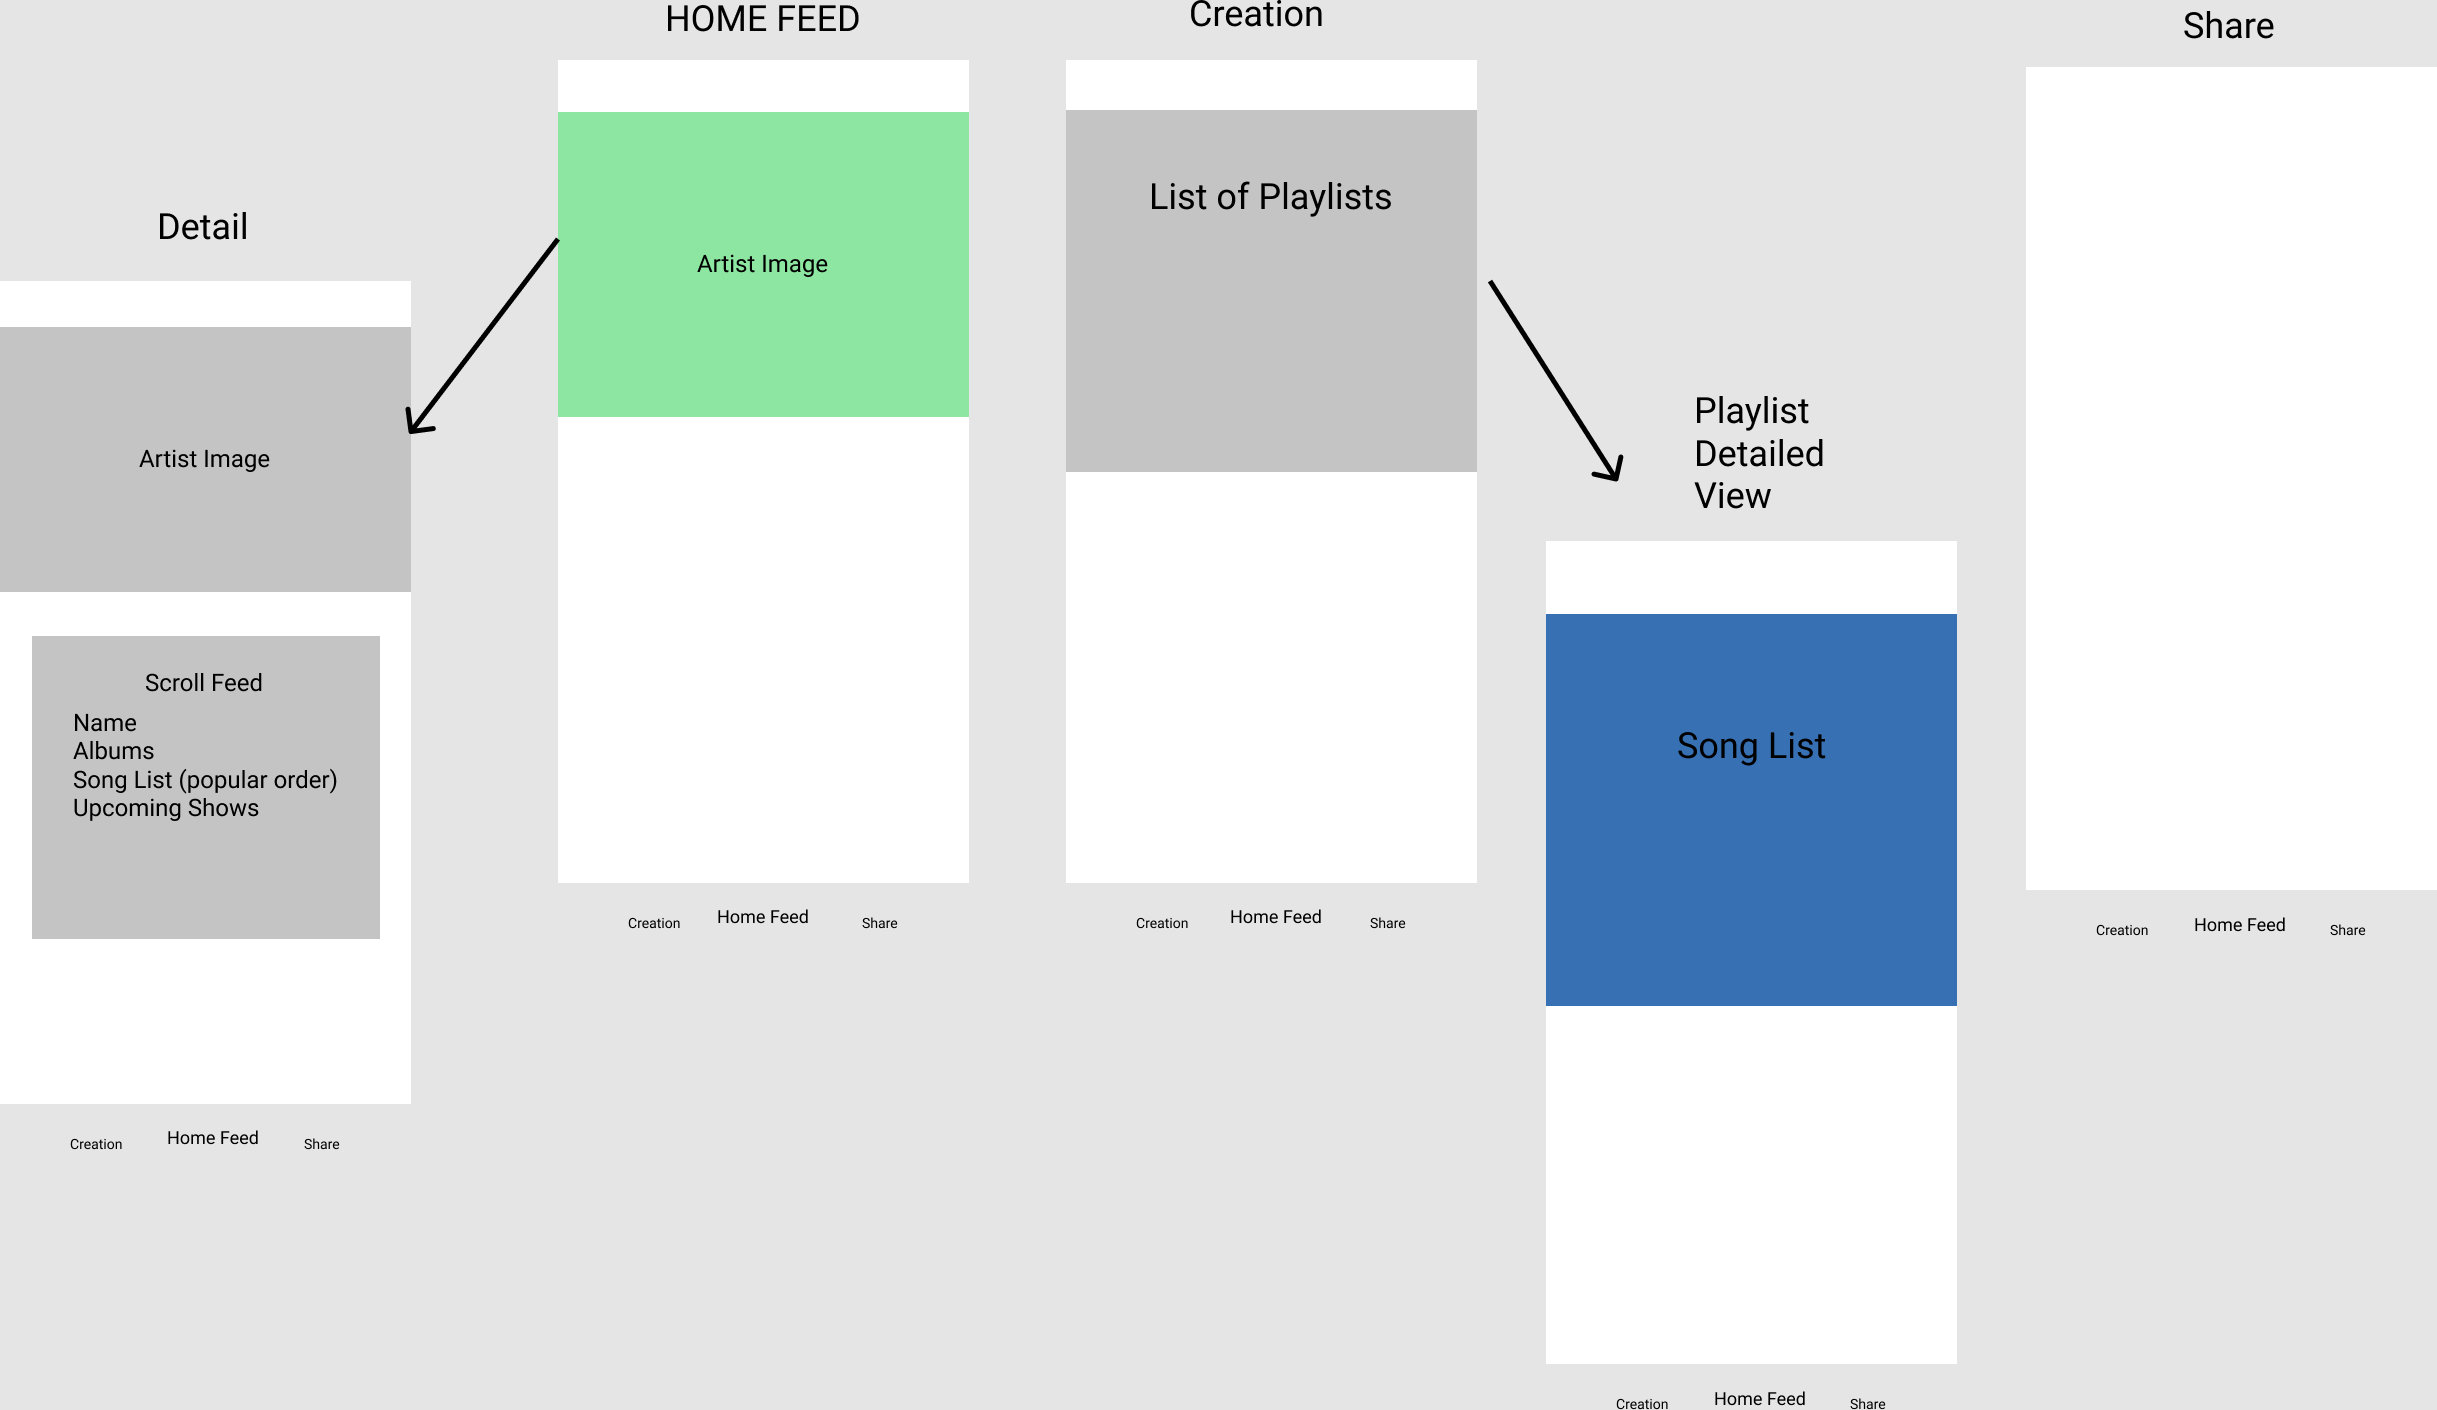 HOME FEED
Creation
Share
Detail
Artist Image
List of Playlists
Artist Image
Scroll Feed
Name
Albums
Song List (popular order)
Upcoming Shows
Playlist
Detailed
View
Song List
Creation Home Feed Share
Creation Home Feed Share
Creation Home Feed Share
Creation Home Feed Share
Creation Home Feed Share